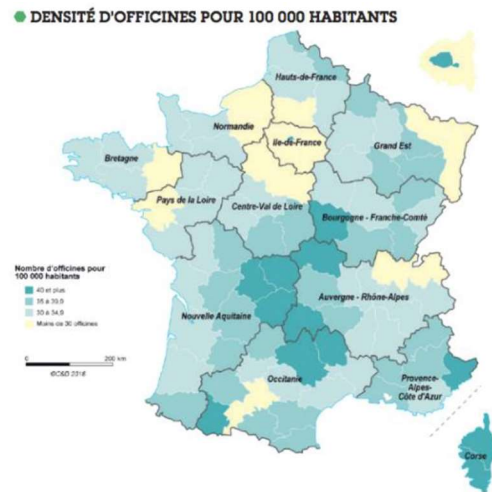 DENSITÉ D'OFFICINES POUR 100 000 HABITANTS
Hauts-de-France
Normandie
Ile-de-France
Grand Est
Bretagne
Pays de la Loire
Centre-Val de Loire
Bourgogne - Franche-Comté
Nombre d'officines pour
100 000 habitants
40 et plus
35 à 39,9
30 à 34,9
Moins de 30 officines
Auvergne - Rhône-Alpes
Nouvelle Aquitaine
0 200 km
Occitanie
Provence-
Alpes-
Côte d'Azur
Corse